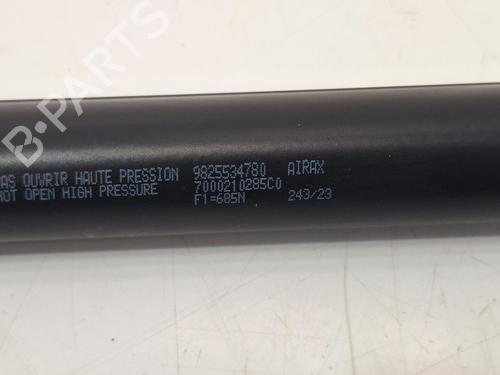 AS OUVRIR HAUTE PRESSION 9825534780 AIRAX
NOT OPEN HIGH PRESSURE 7000210285C0
F1=685N 243/23
B-PARTS